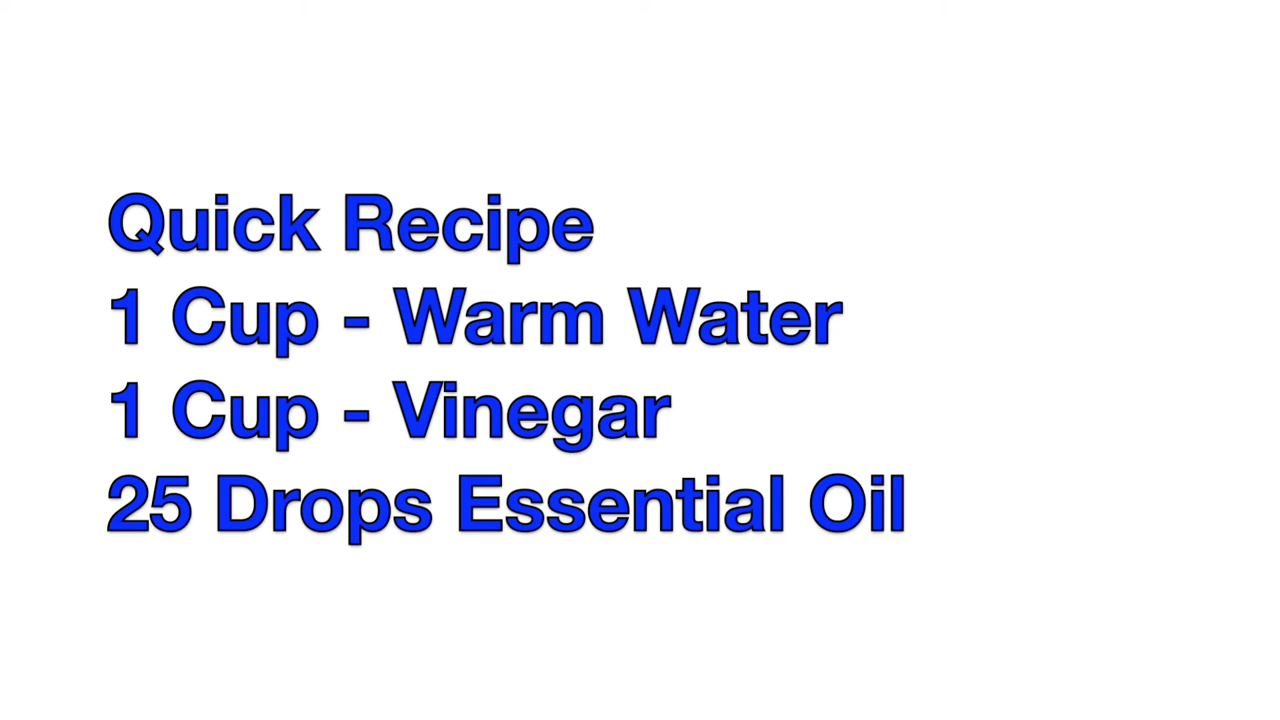 Quick Recipe
1 Cup - Warm Water
1 Cup - Vinegar
25 Drops Essential Oil